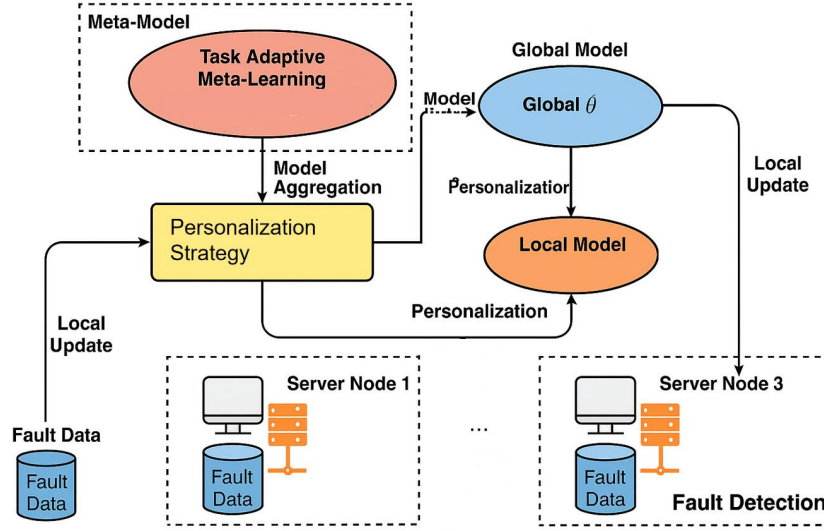 Meta-Model
Task Adaptive
Meta-Learning
Global Model
Model
Global θ́
Model
Aggregation
Personalization
Local
Update
Personalization
Strategy
Local Model
Personalization
Local
Update
Server Node 1
Server Node 3
...
Fault Data
Fault
Data
Fault
Data
Fault
Data
Fault Detection